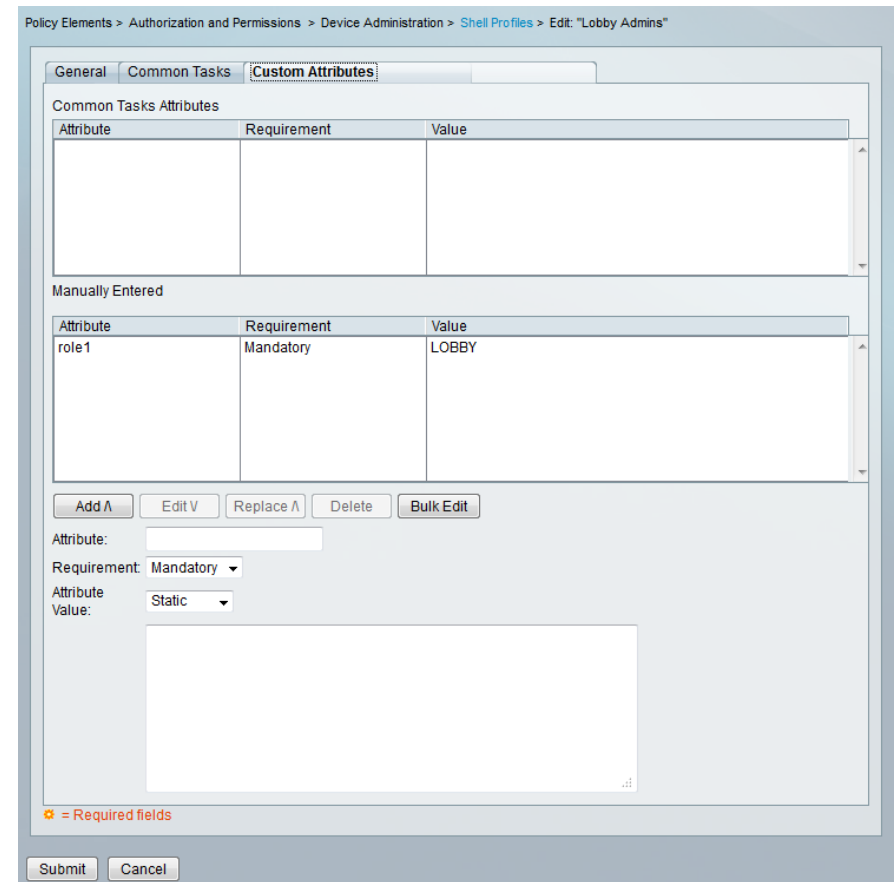 Policy Elements > Authorization and Permissions > Device Administration > Shell Profiles > Edit: "Lobby Admins"
General Common Tasks Custom Attributes
Common Tasks Attributes
Attribute Requirement Value
Manually Entered
Attribute Requirement Value
role1 Mandatory LOBBY
Add /\ Edit \/ Replace /\ Delete Bulk Edit
Attribute:
Requirement: Mandatory
Attribute
Value: Static
= Required fields
Submit Cancel